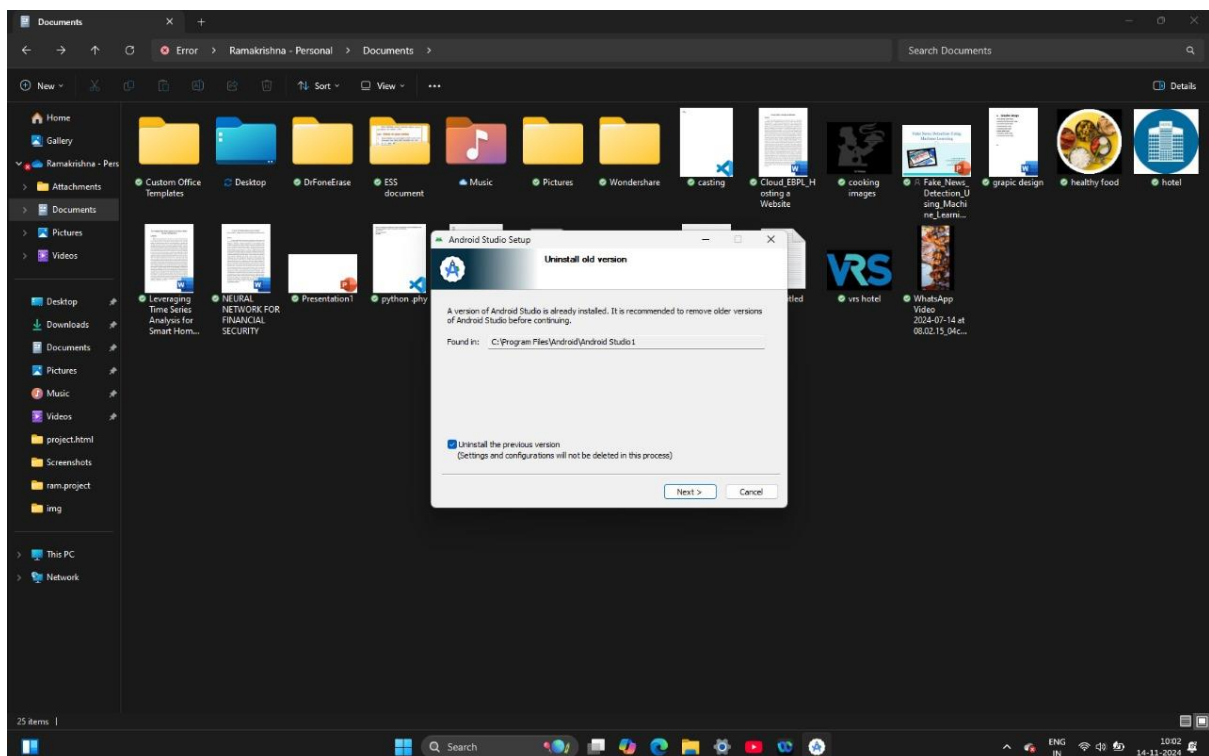 Documents
Error > Ramakrishna - Personal > Documents >
Search Documents
New
Sort
View
Details
Home
Gallery
Ramakrishna - Pers
Attachments
Documents
Pictures
Videos
Desktop
Downloads
Documents
Pictures
Music
Videos
project.html
Screenshots
ram.project
img
This PC
Network
Custom Office
Templates
Desktop
DrFoneErase
ESS
document
Music
Pictures
Wondershare
casting
Cloud_EBPL_H
osting a
Website
cooking
images
Fake_News_
Detection_U
sing_Machi
ne_Learni...
grapic design
healthy food
hotel
Leveraging
Time Series
Analysis for
Smart Hom...
NEURAL
NETWORK FOR
FINANCIAL
SECURITY
Presentation1
python .phy
VRS
vrs hotel
WhatsApp
Video
2024-07-14 at
08.02.15_04c...
Android Studio Setup
Uninstall old version
A version of Android Studio is already installed. It is recommended to remove older versions
of Android Studio before continuing.
Found in: C:\Program Files\Android\Android Studio1
Uninstall the previous version
(Settings and configurations will not be deleted in this process)
Next >
Cancel
25 items
Search
ENG
IN
10:02
14-11-2024